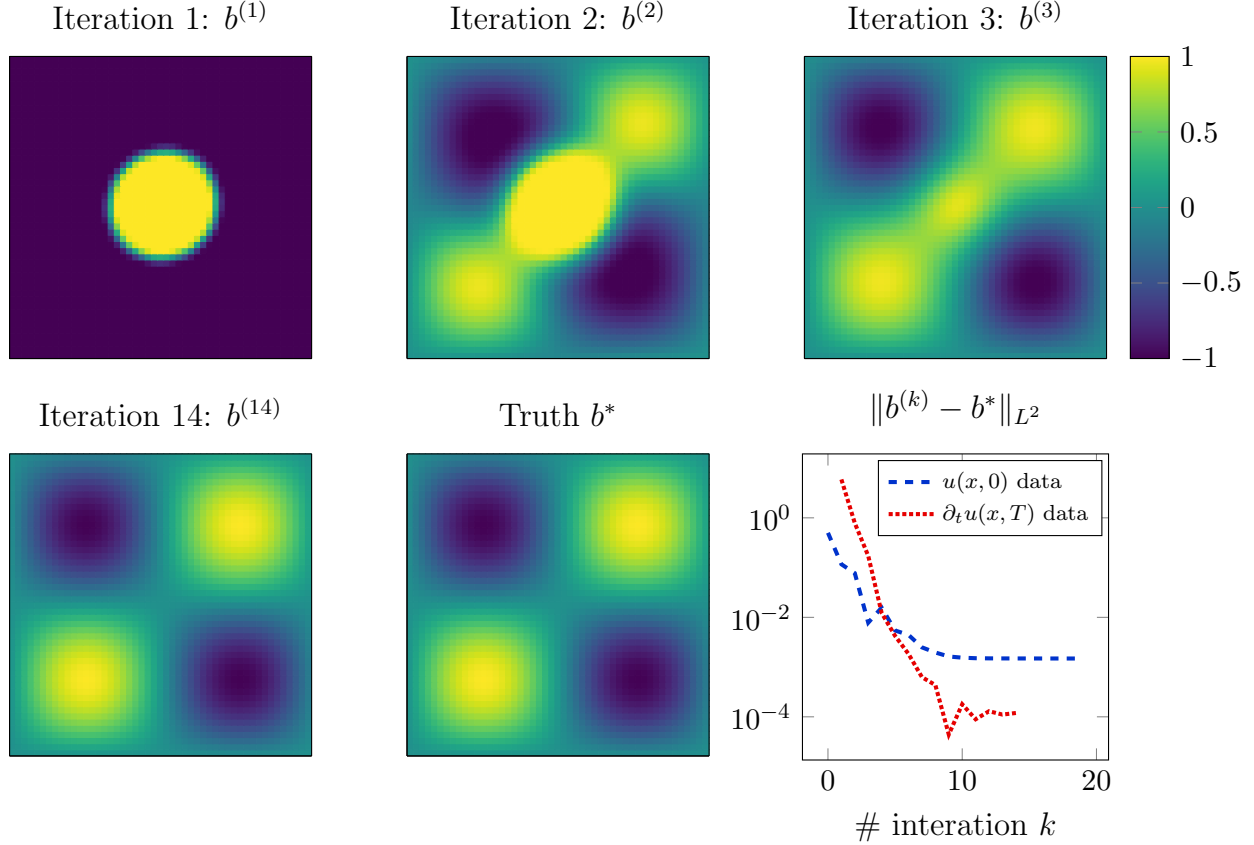 Iteration 1: b^{(1)}
Iteration 2: b^{(2)}
Iteration 3: b^{(3)}
1
0.5
0
−0.5
−1
Iteration 14: b^{(14)}
Truth b^*
‖b^{(k)} − b^*‖_{L^2}
u(x, 0) data
∂_t u(x, T) data
10^0
10^{−2}
10^{−4}
0
10
20
# interation k